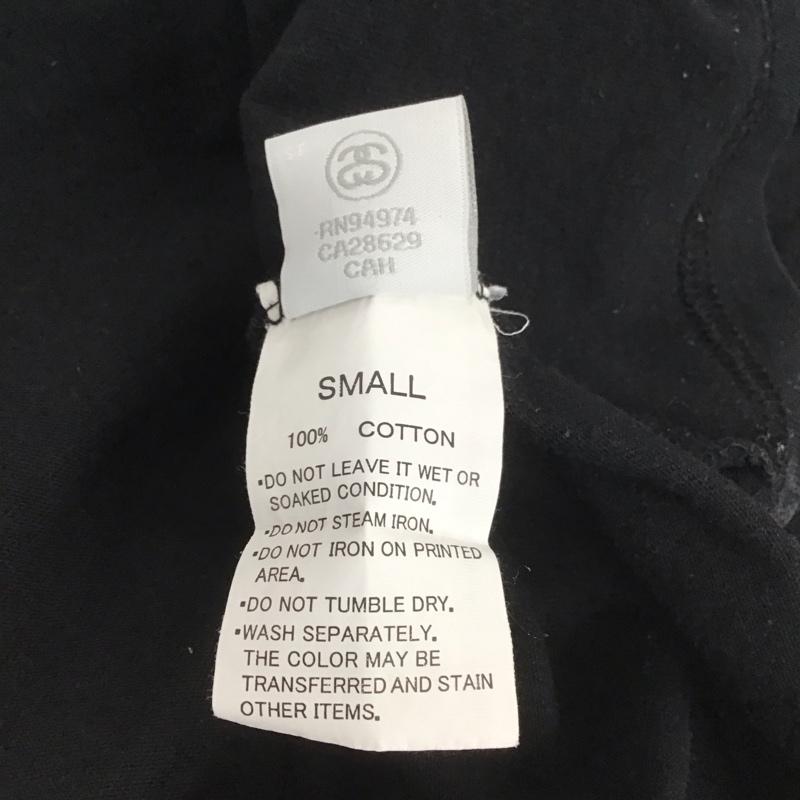 RN94974
CA28629
CAH
SMALL
100% COTTON
▪DO NOT LEAVE IT WET OR
SOAKED CONDITION.
▪DO NOT STEAM IRON.
▪DO NOT IRON ON PRINTED
AREA.
▪DO NOT TUMBLE DRY.
▪WASH SEPARATELY.
THE COLOR MAY BE
TRANSFERRED AND STAIN
OTHER ITEMS.